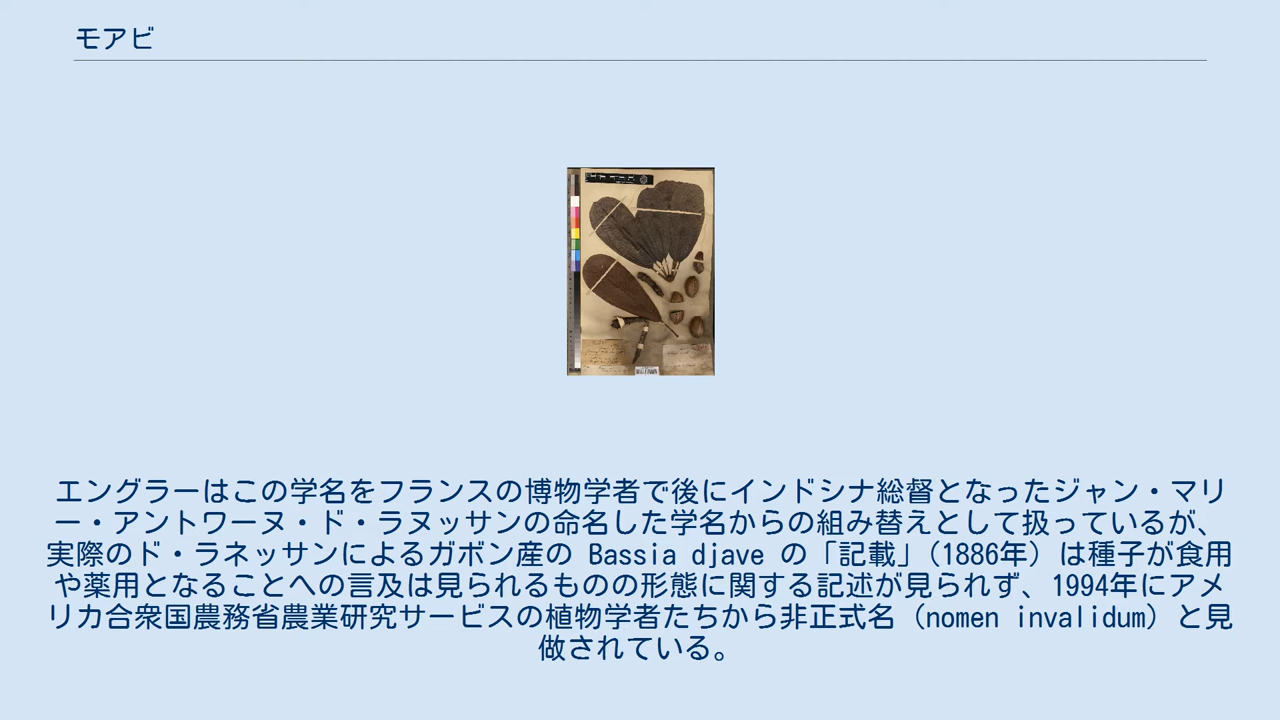 モアビ
エングラーはこの学名をフランスの博物学者で後にインドシナ総督となったジャン・マリ
ー・アントワーヌ・ド・ラヌッサンの命名した学名からの組み替えとして扱っているが、
実際のド・ラネッサンによるガボン産の Bassia djave の「記載」（1886年）は種子が食用
や薬用となることへの言及は見られるものの形態に関する記述が見られず、1994年にアメ
リカ合衆国農務省農業研究サービスの植物学者たちから非正式名（nomen invalidum）と見
做されている。